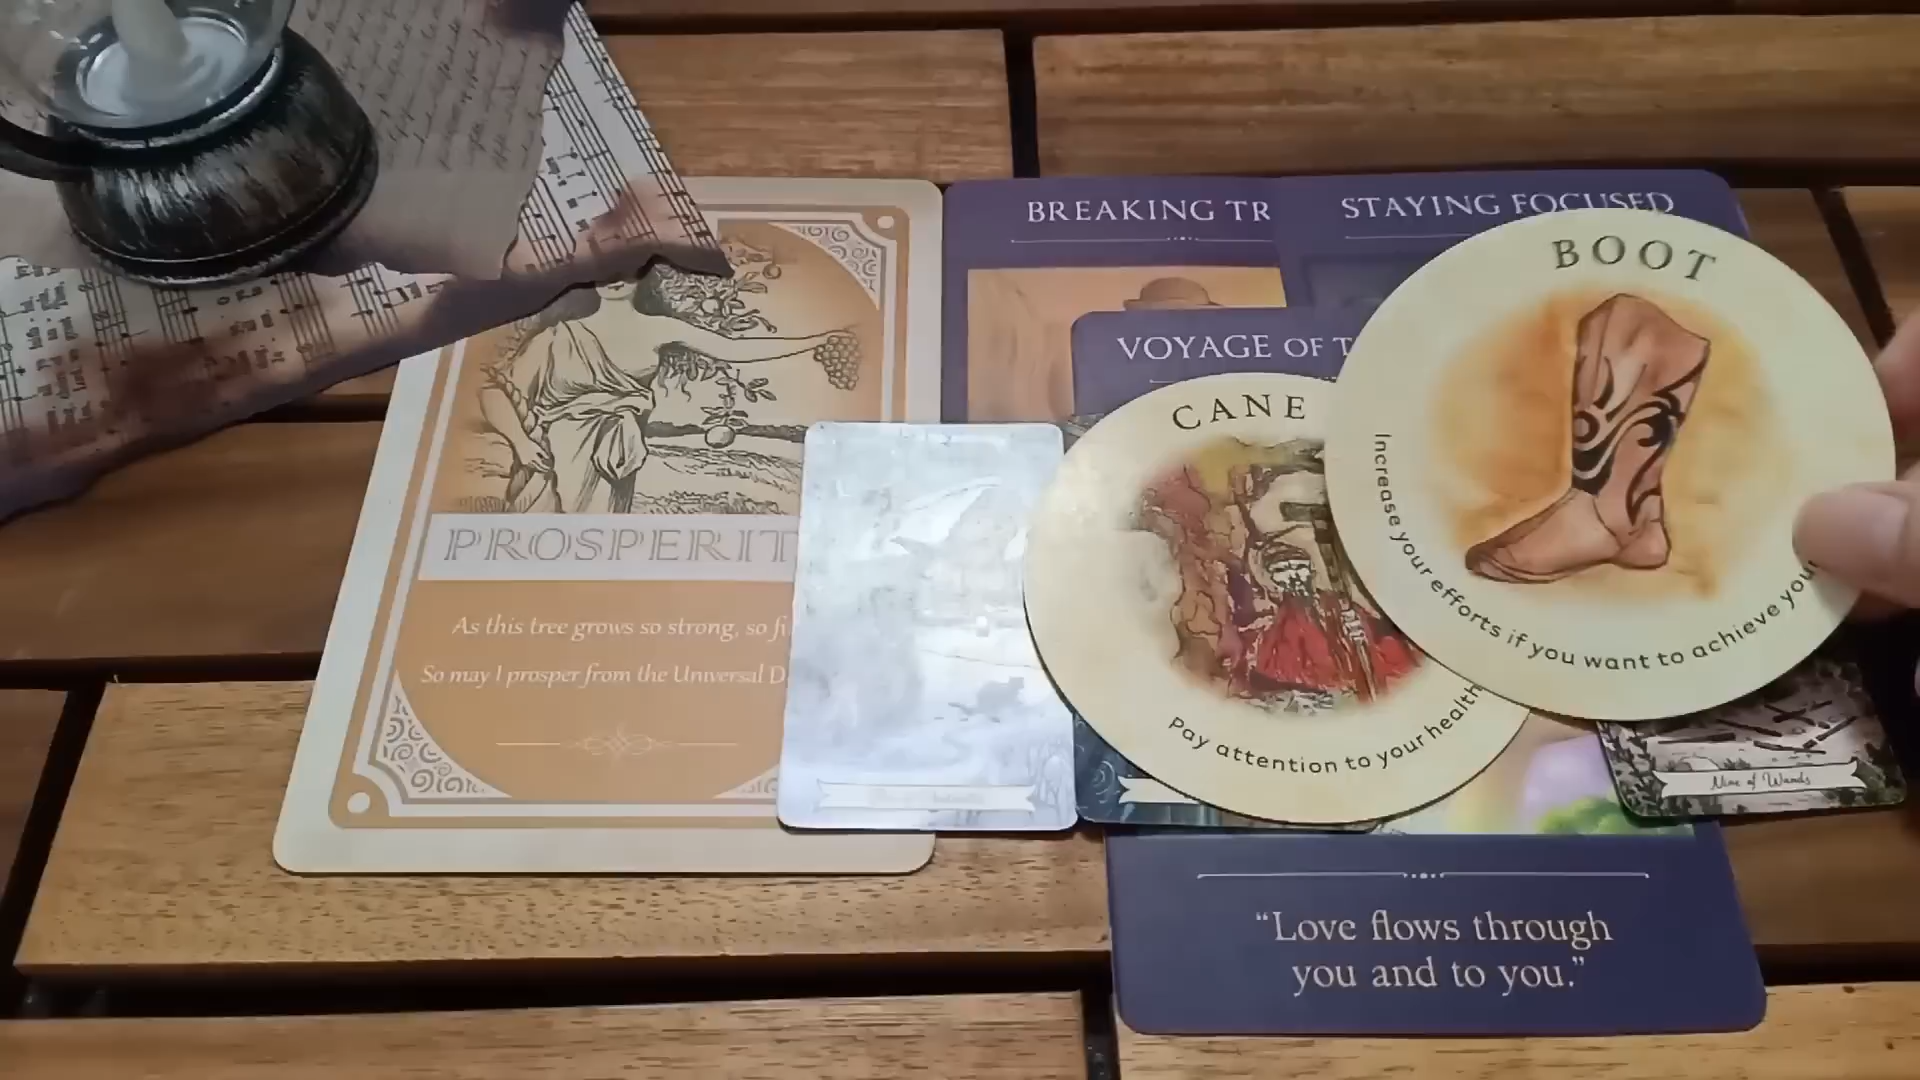 BREAKING TR
STAYING FOCUSED
VOYAGE OF T
BOOT
Increase your efforts if you want to achieve you
CANE
Pay attention to your health
PROSPERIT
As this tree grows so strong, so fi
So may I prosper from the Universal D
Nine of Wands
“Love flows through
you and to you.”